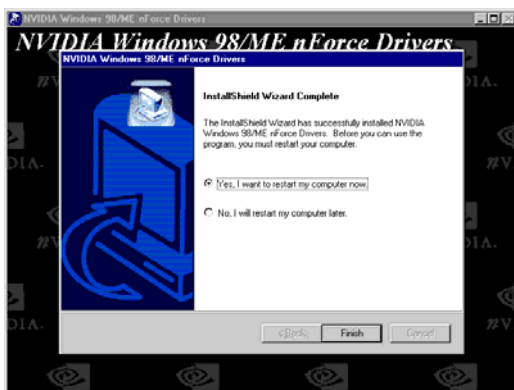 NVIDIA Windows 98/ME nForce Drivers
NVIDIA Windows 98/ME nForce Drivers
NVIDIA Windows 98/ME nForce Drivers
InstallShield Wizard Complete
The InstallShield Wizard has successfully installed NVIDIA
Windows 98/ME nForce Drivers. Before you can use the
program, you must restart your computer.
Yes, I want to restart my computer now.
No, I will restart my computer later.
< Back
Finish
Cancel